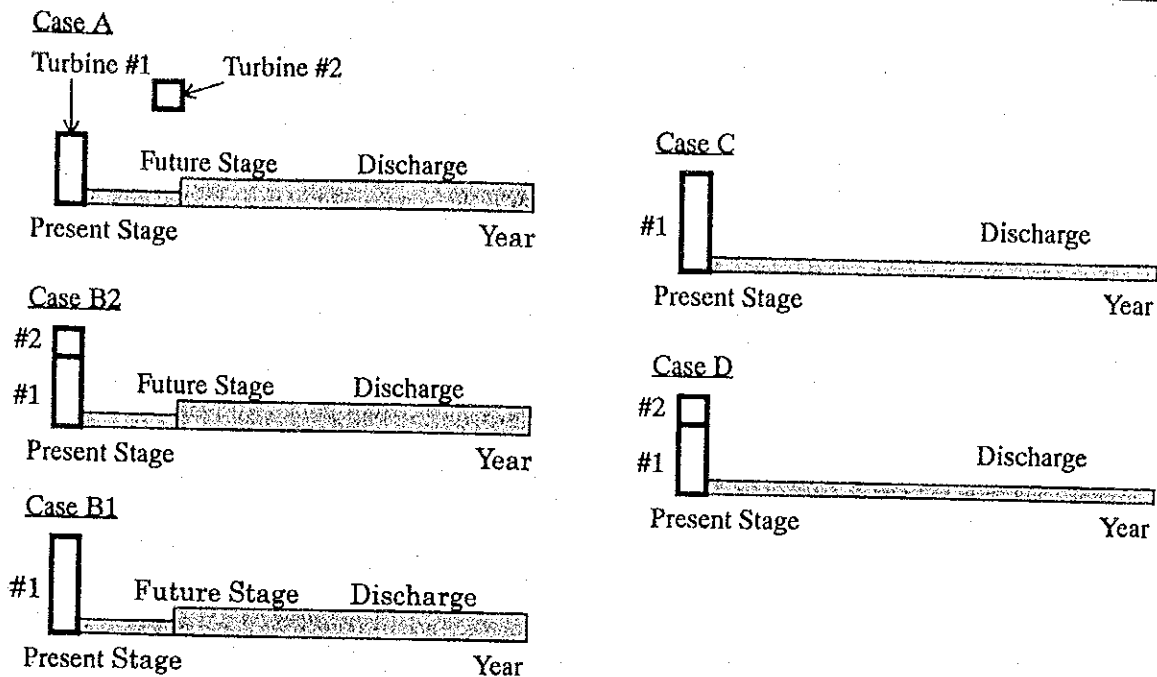 Case A
Turbine #1
Turbine #2
Future Stage
Discharge
Present Stage
Year
Case B2
#2
#1
Future Stage
Discharge
Present Stage
Year
Case B1
#1
Future Stage
Discharge
Present Stage
Year
Case C
#1
Discharge
Present Stage
Year
Case D
#2
#1
Discharge
Present Stage
Year